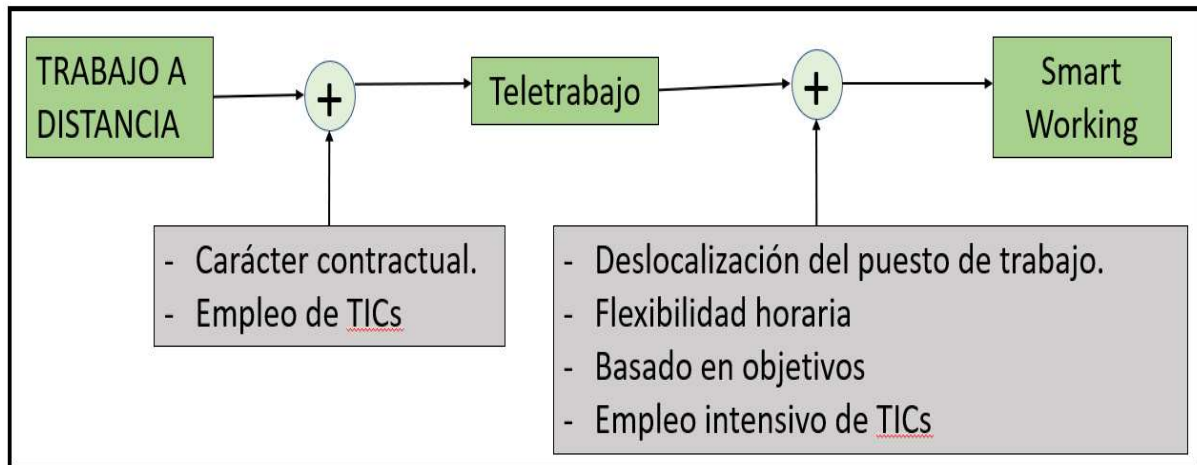 TRABAJO A
DISTANCIA
+
Teletrabajo
+
Smart
Working
- Carácter contractual.
- Empleo de TICs
- Deslocalización del puesto de trabajo.
- Flexibilidad horaria
- Basado en objetivos
- Empleo intensivo de TICs